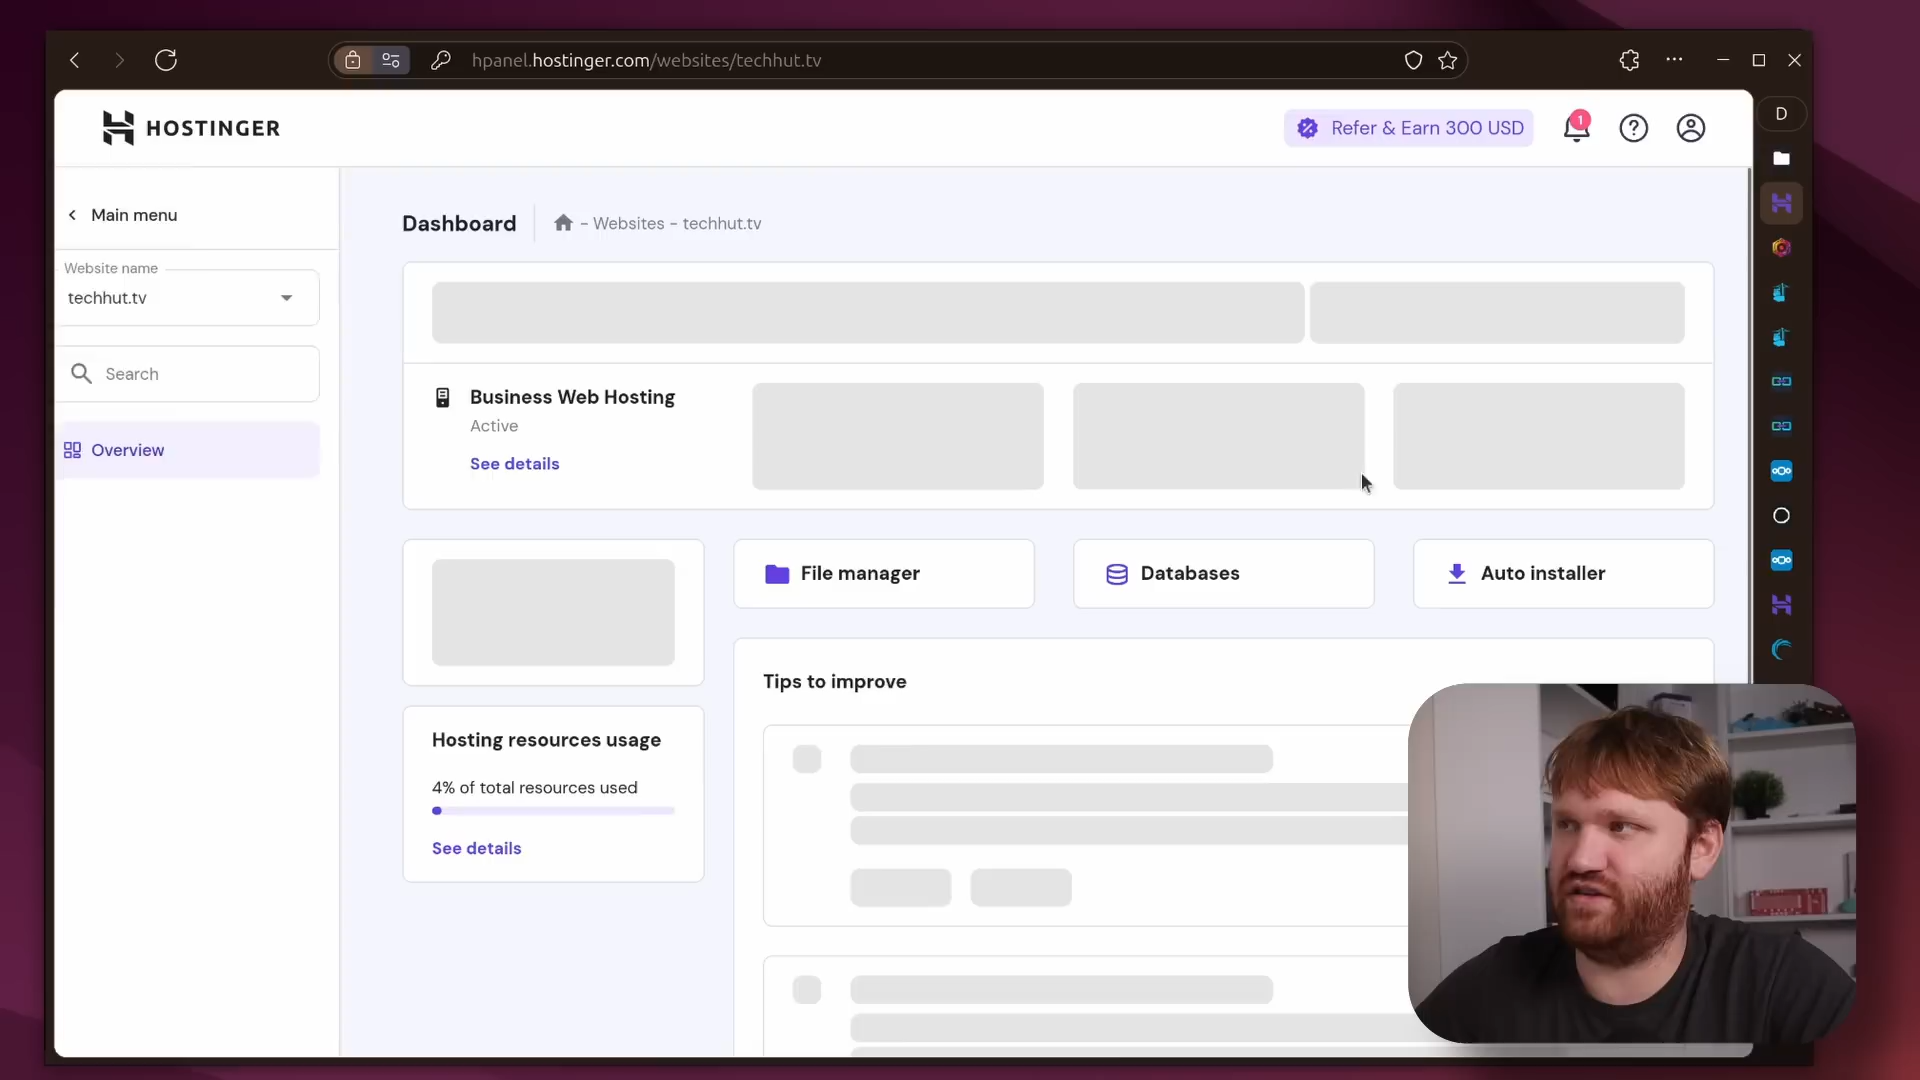 hpanel.hostinger.com/websites/techhut.tv
D
HOSTINGER
Refer & Earn 300 USD
1
Main menu
Website name
techhut.tv
Search
Overview
Dashboard
- Websites - techhut.tv
Business Web Hosting
Active
See details
File manager
Databases
Auto installer
Tips to improve
Hosting resources usage
4% of total resources used
See details